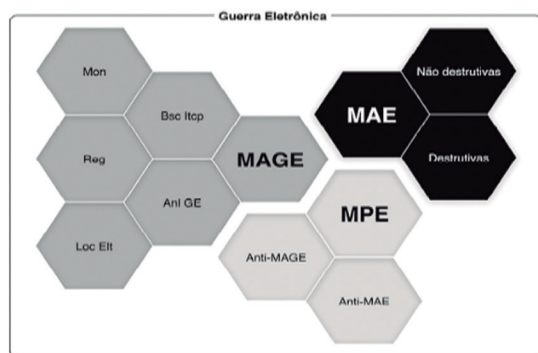 Guerra Eletrônica
Mon
Bsc Itcp
MAGE
Reg
Anl GE
Loc Elt
MAE
Não destrutivas
Destrutivas
MPE
Anti-MAGE
Anti-MAE